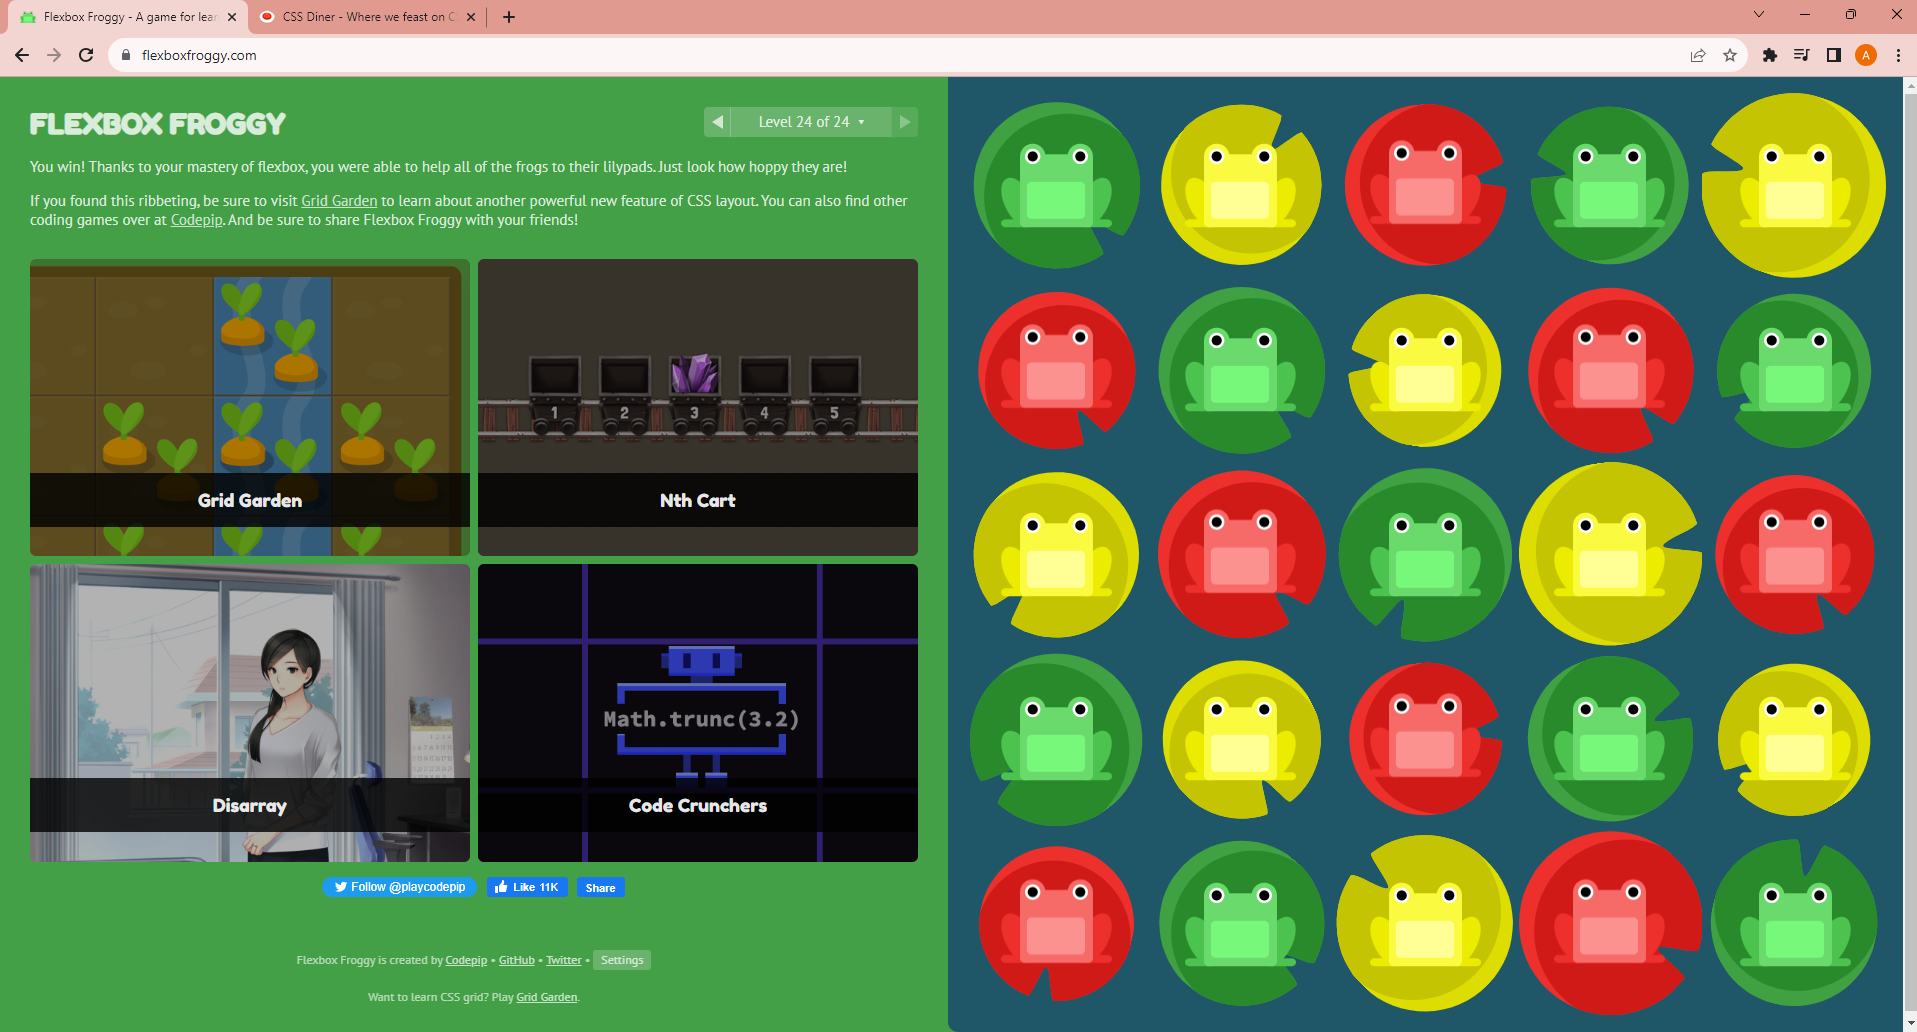 Flexbox Froggy - A game for lear
CSS Diner - Where we feast on C
flexboxfroggy.com
A
FLEXBOX FROGGY
Level 24 of 24
You win! Thanks to your mastery of flexbox, you were able to help all of the frogs to their lilypads. Just look how hoppy they are!
If you found this ribbeting, be sure to visit Grid Garden to learn about another powerful new feature of CSS layout. You can also find other
coding games over at Codepip. And be sure to share Flexbox Froggy with your friends!
Grid Garden
1 2 3 4 5
Nth Cart
Disarray
Math.trunc(3.2)
Code Crunchers
Follow @playcodepip
Like 11K
Share
Flexbox Froggy is created by Codepip • GitHub • Twitter • Settings
Want to learn CSS grid? Play Grid Garden.